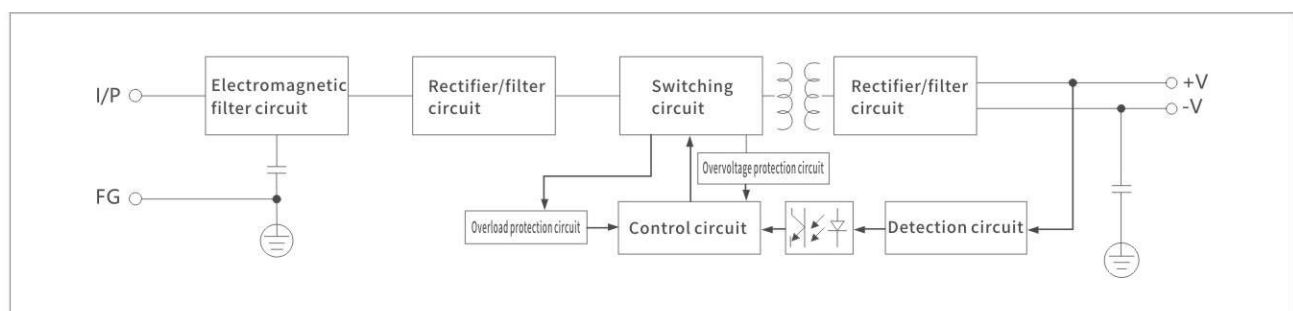 I/P
Electromagnetic
filter circuit
Rectifier/filter
circuit
Switching
circuit
Rectifier/filter
circuit
+V
-V
Overvoltage protection circuit
FG
Overload protection circuit
Control circuit
Detection circuit